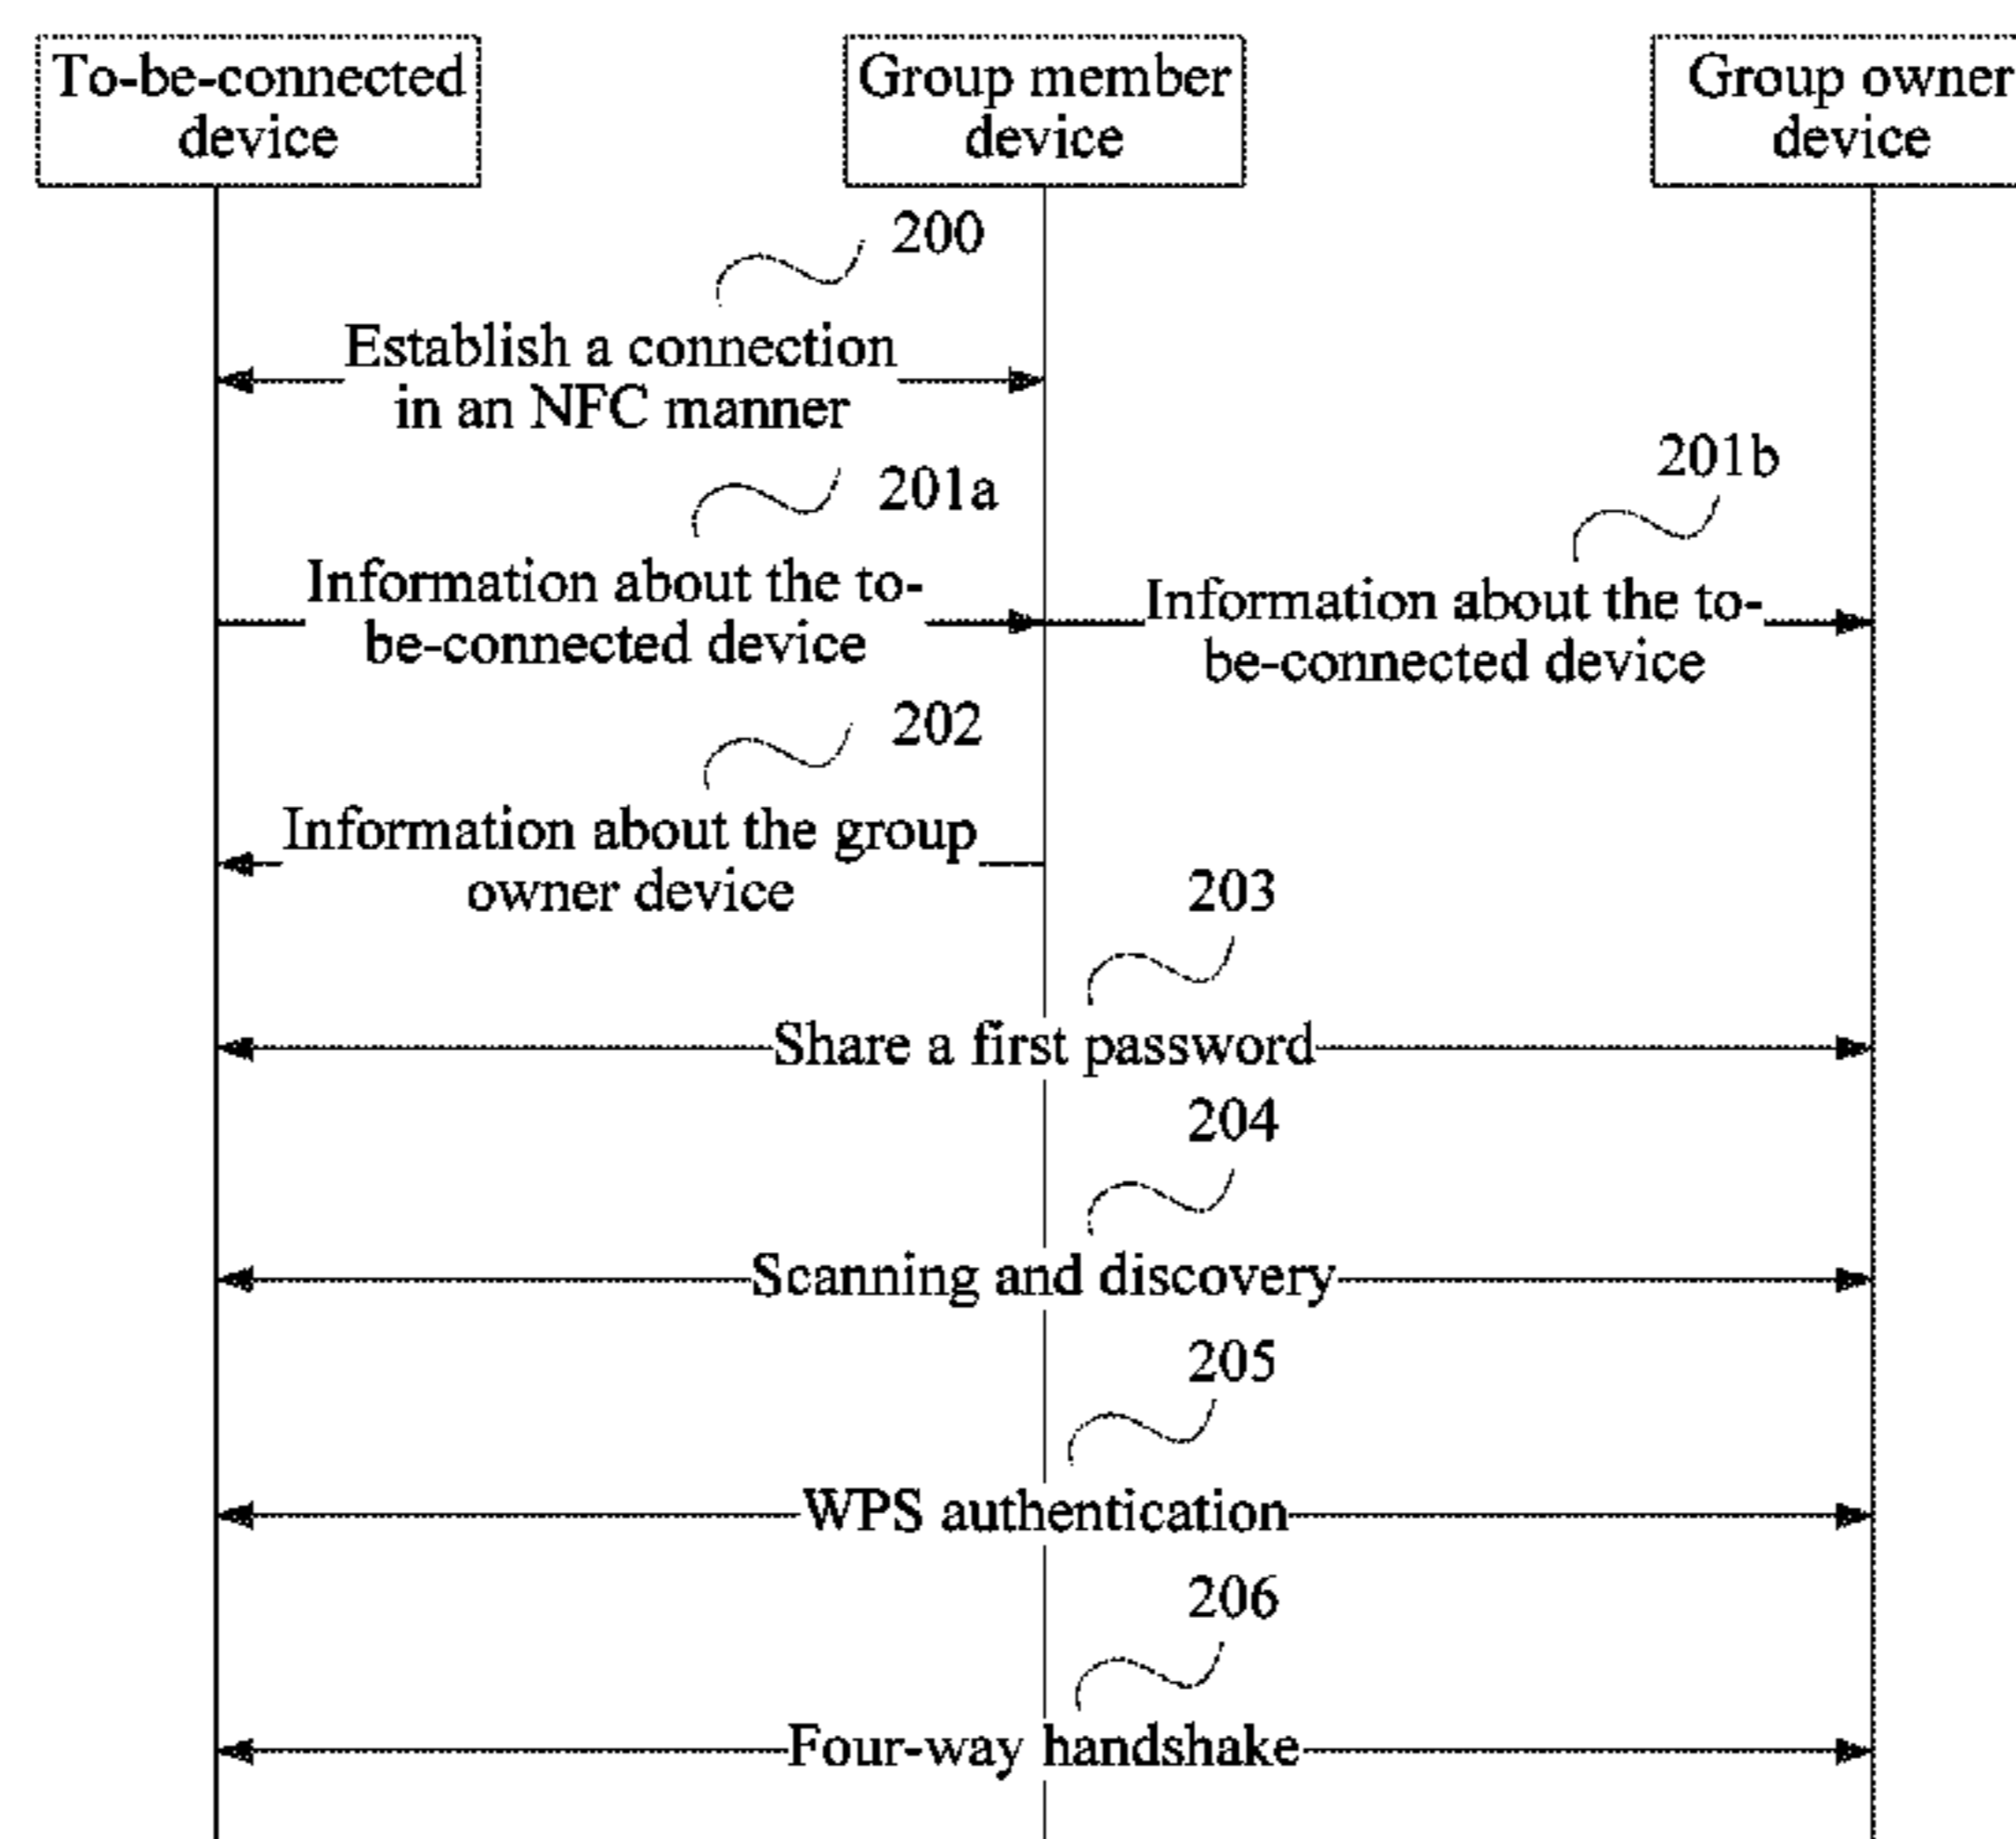 To-be-connected
device
Group member
device
Group owner
device
200
Establish a connection
in an NFC manner
201a
201b
Information about the to-
be-connected device
Information about the to-
be-connected device
202
Information about the group
owner device
203
Share a first password
204
Scanning and discovery
205
WPS authentication
206
Four-way handshake